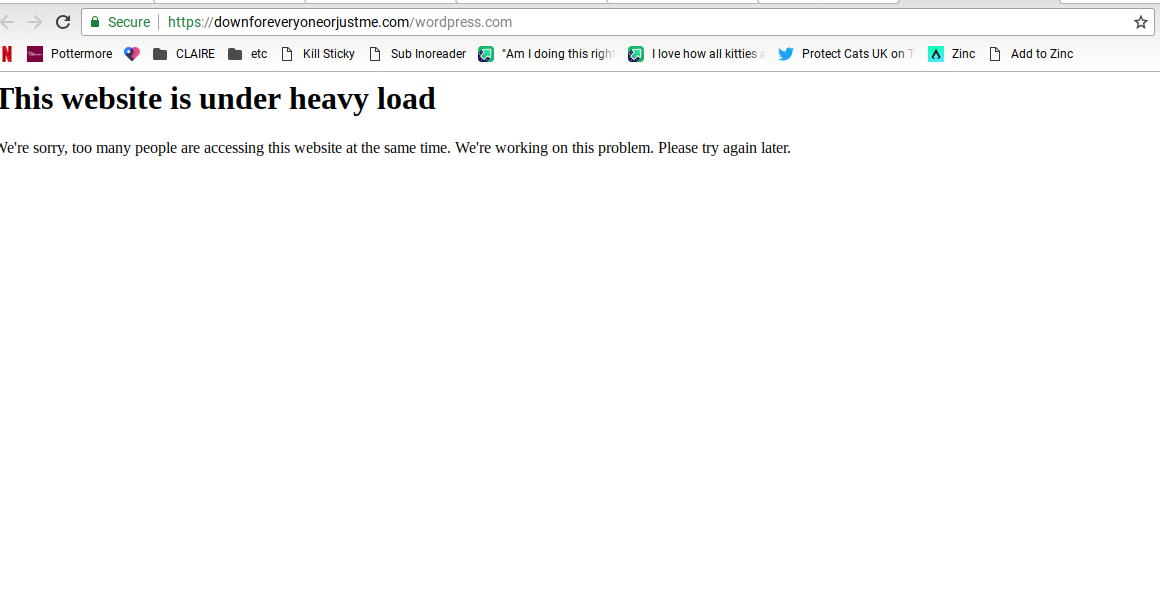 Secure https://downforeveryoneorjustme.com/wordpress.com
Pottermore CLAIRE etc Kill Sticky Sub Inoreader "Am I doing this righ I love how all kitties a Protect Cats UK on T Zinc Add to Zinc
This website is under heavy load
We're sorry, too many people are accessing this website at the same time. We're working on this problem. Please try again later.